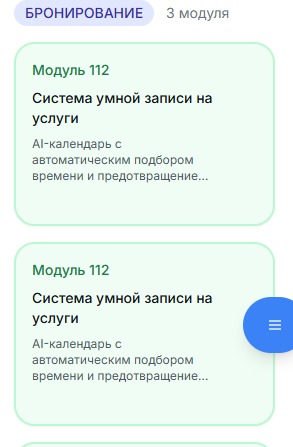 БРОНИРОВАНИЕ 3 модуля
Модуль 112
Система умной записи на
услуги
AI-календарь с
автоматическим подбором
времени и предотвращение...
Модуль 112
Система умной записи на
услуги
AI-календарь с
автоматическим подбором
времени и предотвращение...